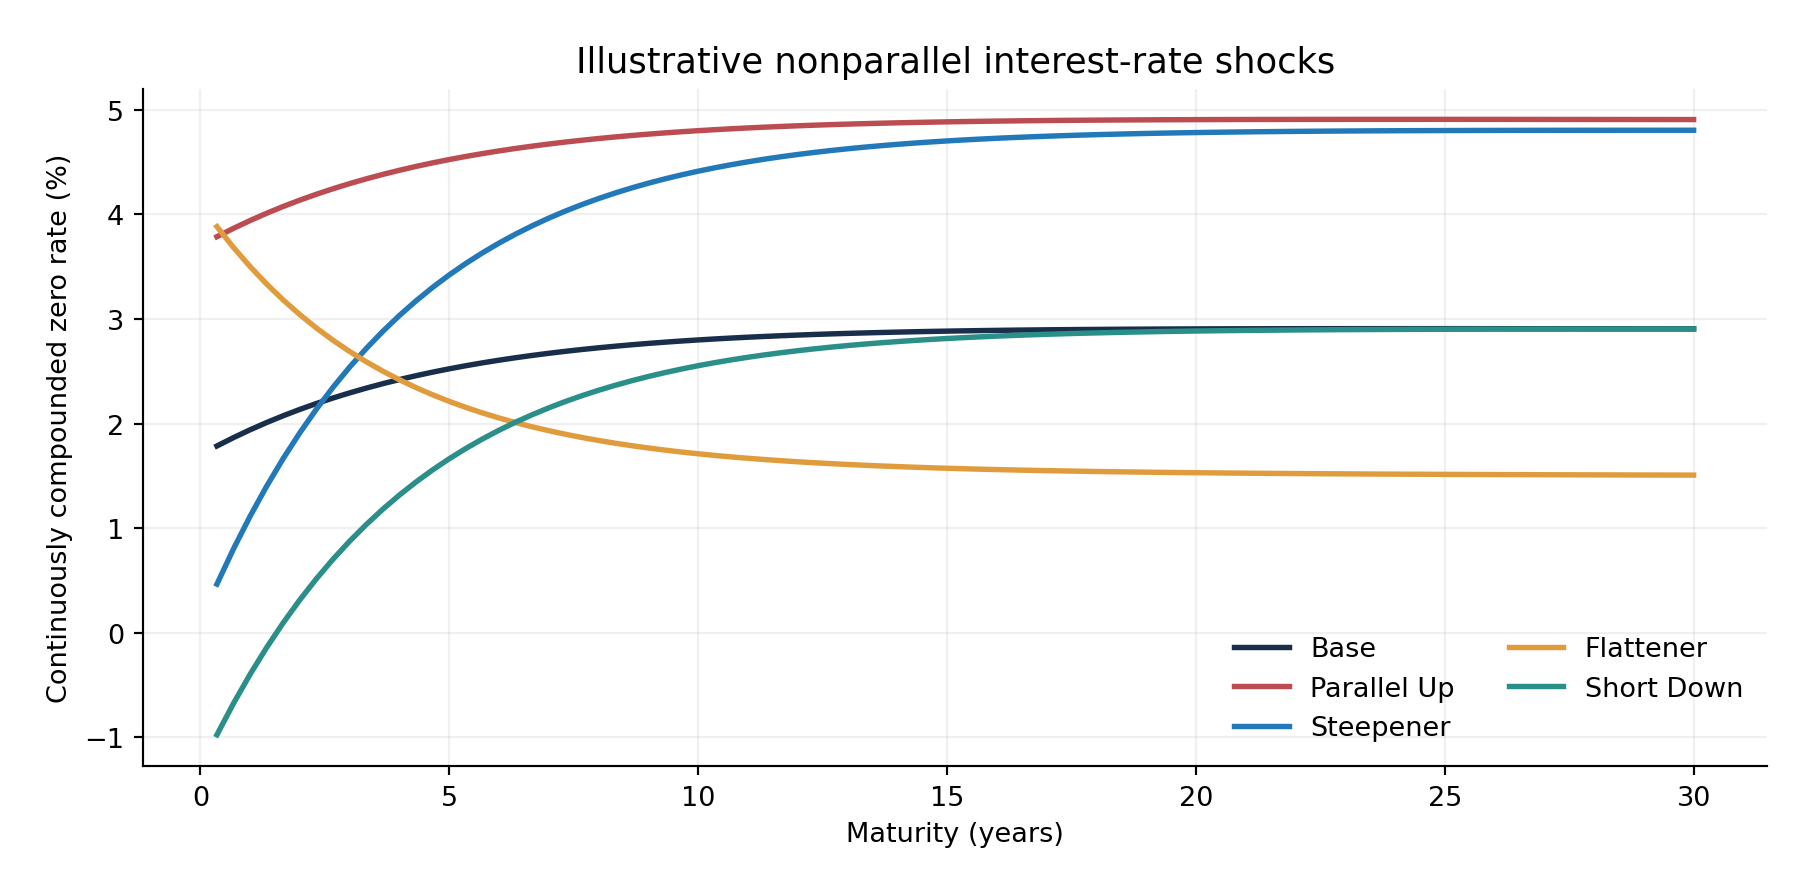 Illustrative nonparallel interest-rate shocks
Continuously compounded zero rate (%)
5
4
3
2
1
0
−1
0 5 10 15 20 25 30
Maturity (years)
Base
Parallel Up
Steepener
Flattener
Short Down